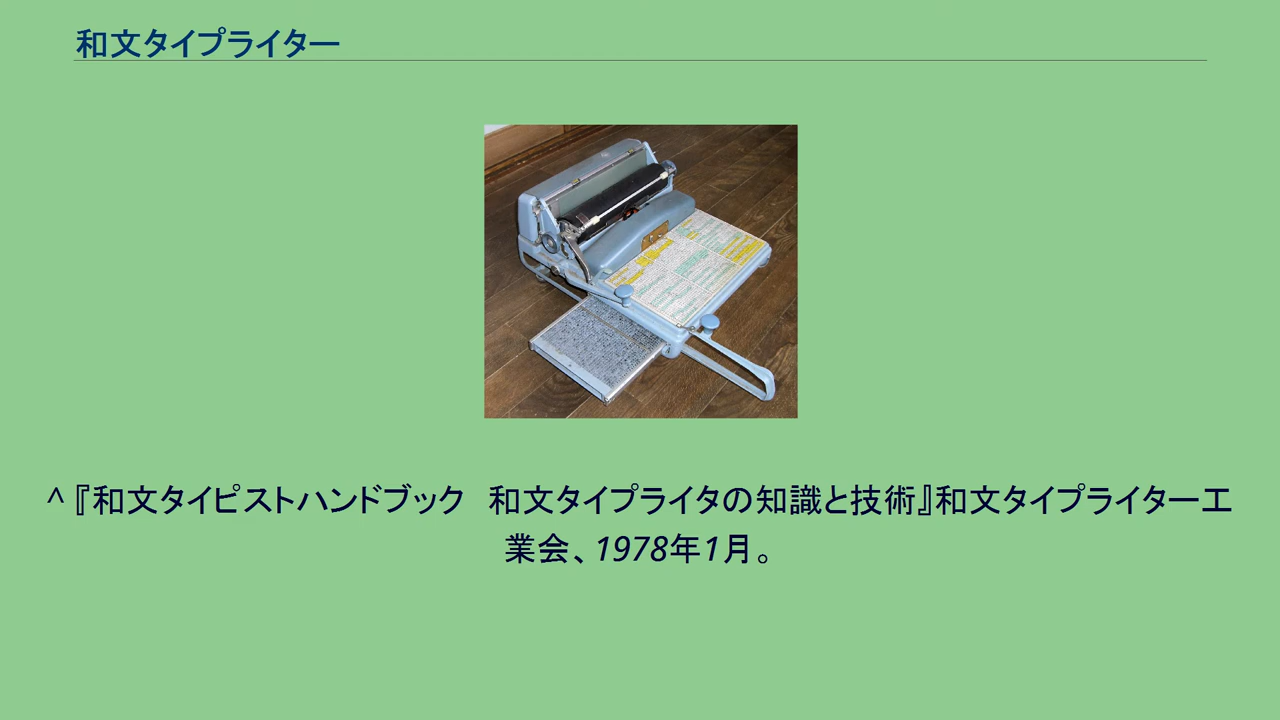 和文タイプライター
^ 『和文タイピストハンドブック　和文タイプライタの知識と技術』和文タイプライター工
業会、1978年1月。